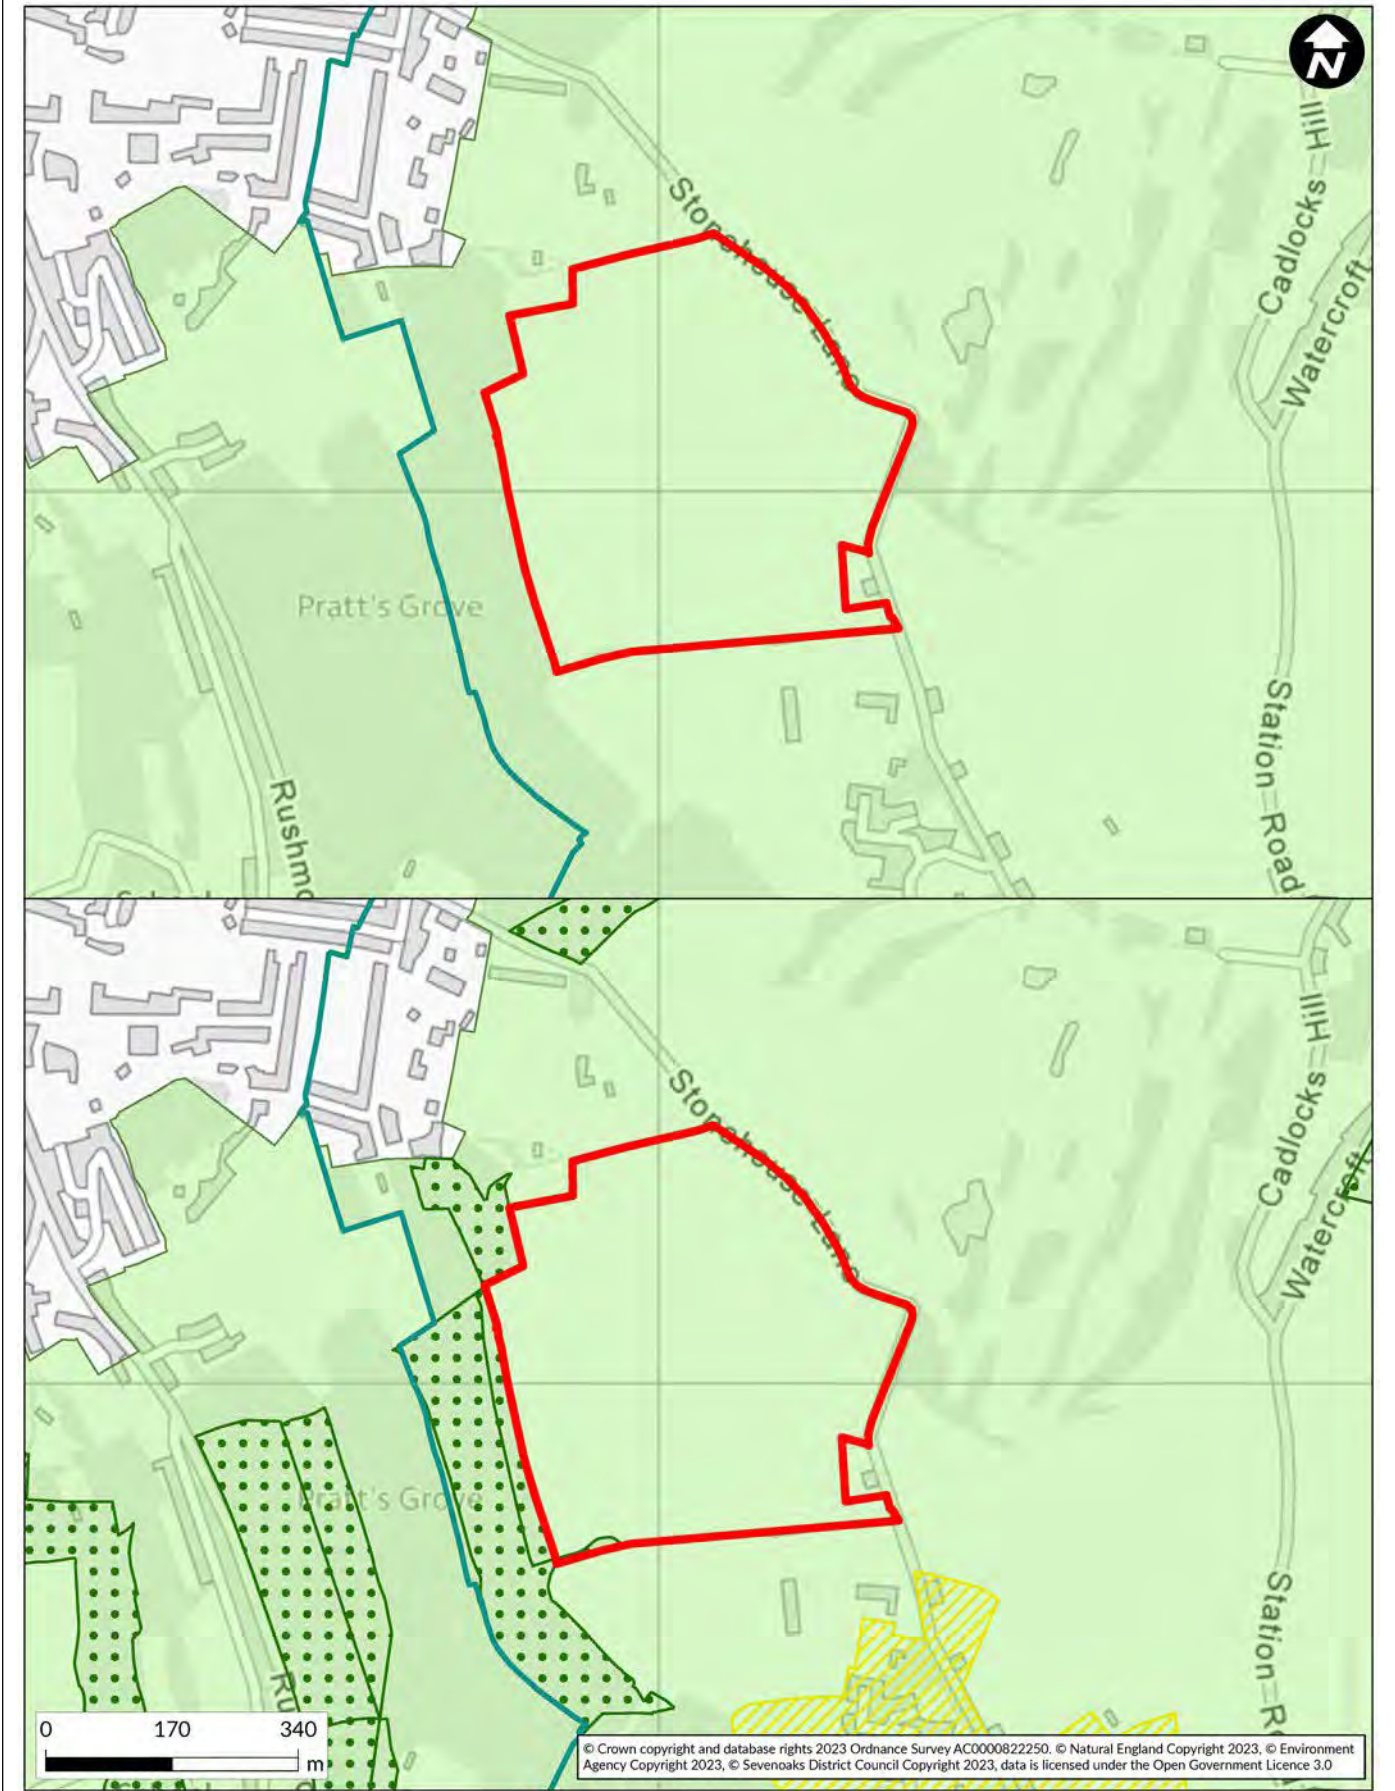 N
Stonehouse Lane
Cadlocks Hill
Watercroft
Pratt's Grove
Station Road
Rushmo
Stonehouse Lane
Cadlocks Hill
Watercroft
Pratt's Grove
Station R
Ru
0 170 340
m
© Crown copyright and database rights 2023 Ordnance Survey AC0000822250. © Natural England Copyright 2023, © Environment
Agency Copyright 2023, © Sevenoaks District Council Copyright 2023, data is licensed under the Open Government Licence 3.0